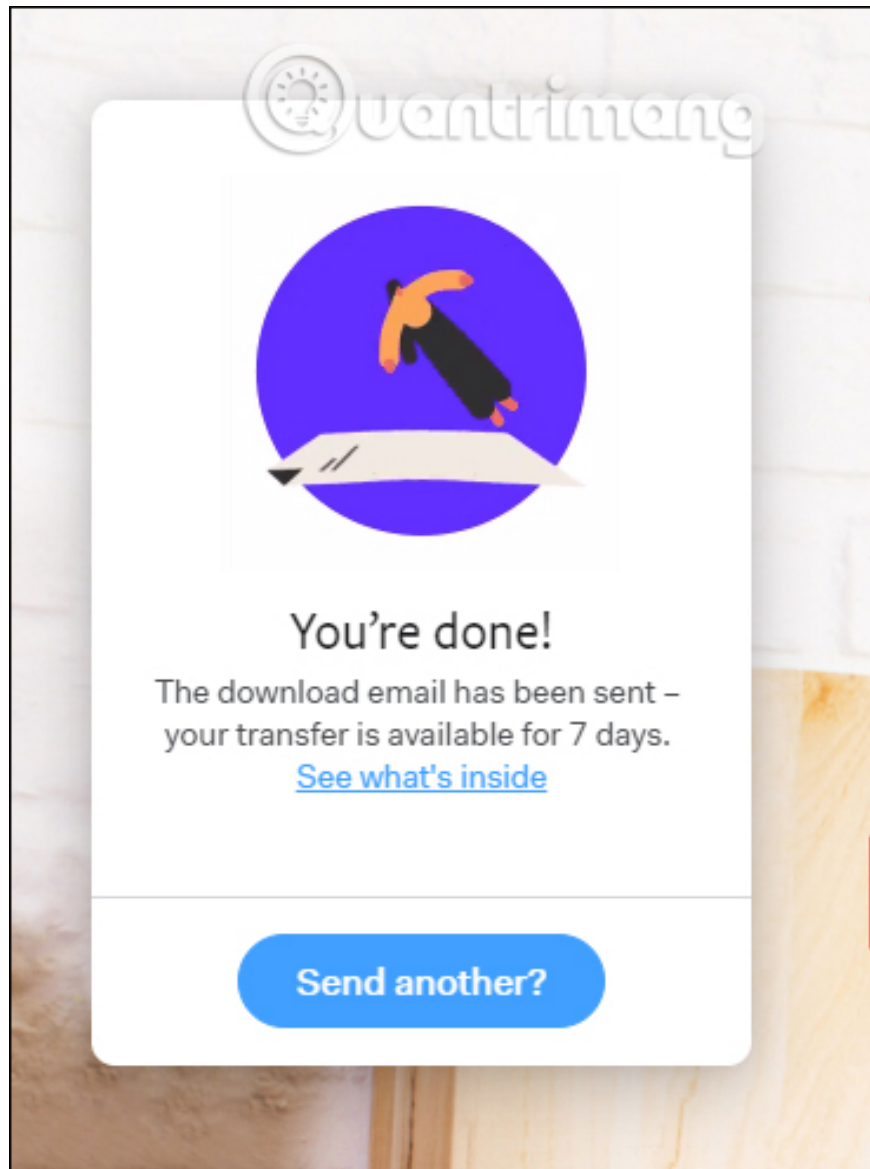 Quantrimang
You’re done!
The download email has been sent –
your transfer is available for 7 days.
See what's inside
Send another?